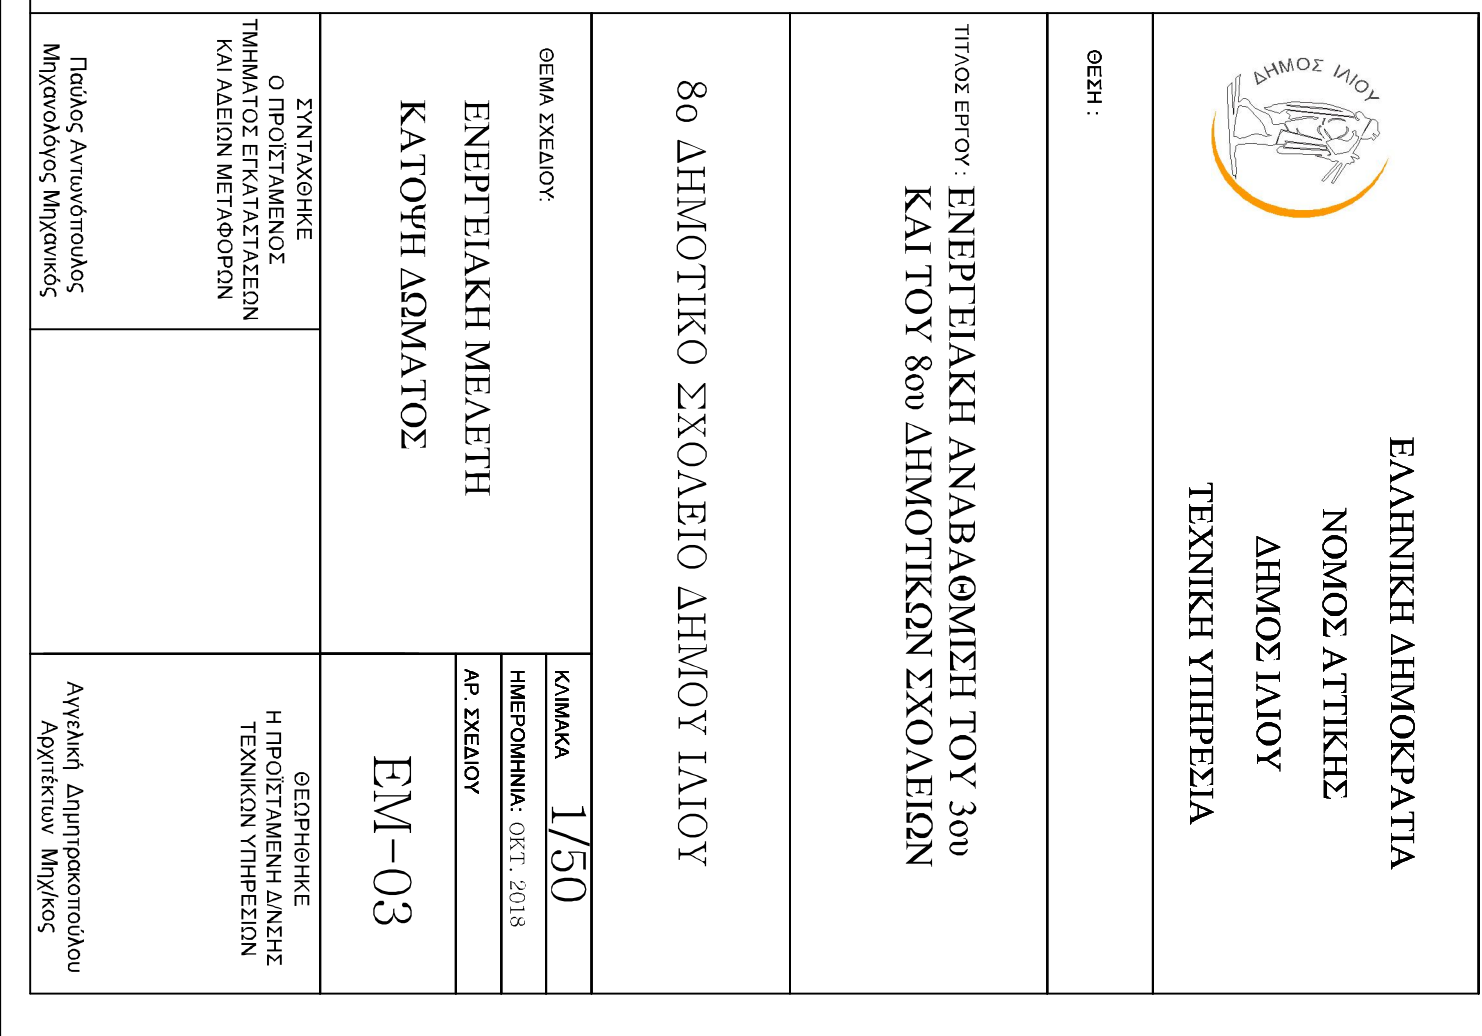 ΔΗΜΟΣ ΙΛΙΟΥ
ΕΛΛΗΝΙΚΗ ΔΗΜΟΚΡΑΤΙΑ
ΝΟΜΟΣ ΑΤΤΙΚΗΣ
ΔΗΜΟΣ ΙΛΙΟΥ
ΤΕΧΝΙΚΗ ΥΠΗΡΕΣΙΑ
ΘΕΣΗ :
ΤΙΤΛΟΣ ΕΡΓΟΥ : ΕΝΕΡΓΕΙΑΚΗ ΑΝΑΒΑΘΜΙΣΗ ΤΟΥ 3ου
ΚΑΙ ΤΟΥ 8ου ΔΗΜΟΤΙΚΩΝ ΣΧΟΛΕΙΩΝ
8ο ΔΗΜΟΤΙΚΟ ΣΧΟΛΕΙΟ ΔΗΜΟΥ ΙΛΙΟΥ
ΘΕΜΑ ΣΧΕΔΙΟΥ:
ΕΝΕΡΓΕΙΑΚΗ ΜΕΛΕΤΗ
ΚΑΤΟΨΗ ΔΩΜΑΤΟΣ
ΚΛΙΜΑΚΑ 1/50
ΗΜΕΡΟΜΗΝΙΑ: ΟΚΤ. 2018
ΑΡ. ΣΧΕΔΙΟΥ
ΕΜ-03
ΣΥΝΤΑΧΘΗΚΕ
Ο ΠΡΟΪΣΤΑΜΕΝΟΣ
ΤΜΗΜΑΤΟΣ ΕΓΚΑΤΑΣΤΑΣΕΩΝ
ΚΑΙ ΑΔΕΙΩΝ ΜΕΤΑΦΟΡΩΝ
Παύλος Αντωνόπουλος
Μηχανολόγος Μηχανικός
ΘΕΩΡΗΘΗΚΕ
Η ΠΡΟΪΣΤΑΜΕΝΗ Δ/ΝΣΗΣ
ΤΕΧΝΙΚΩΝ ΥΠΗΡΕΣΙΩΝ
Αγγελική Δημητρακοπούλου
Αρχιτέκτων Μηχ/κος